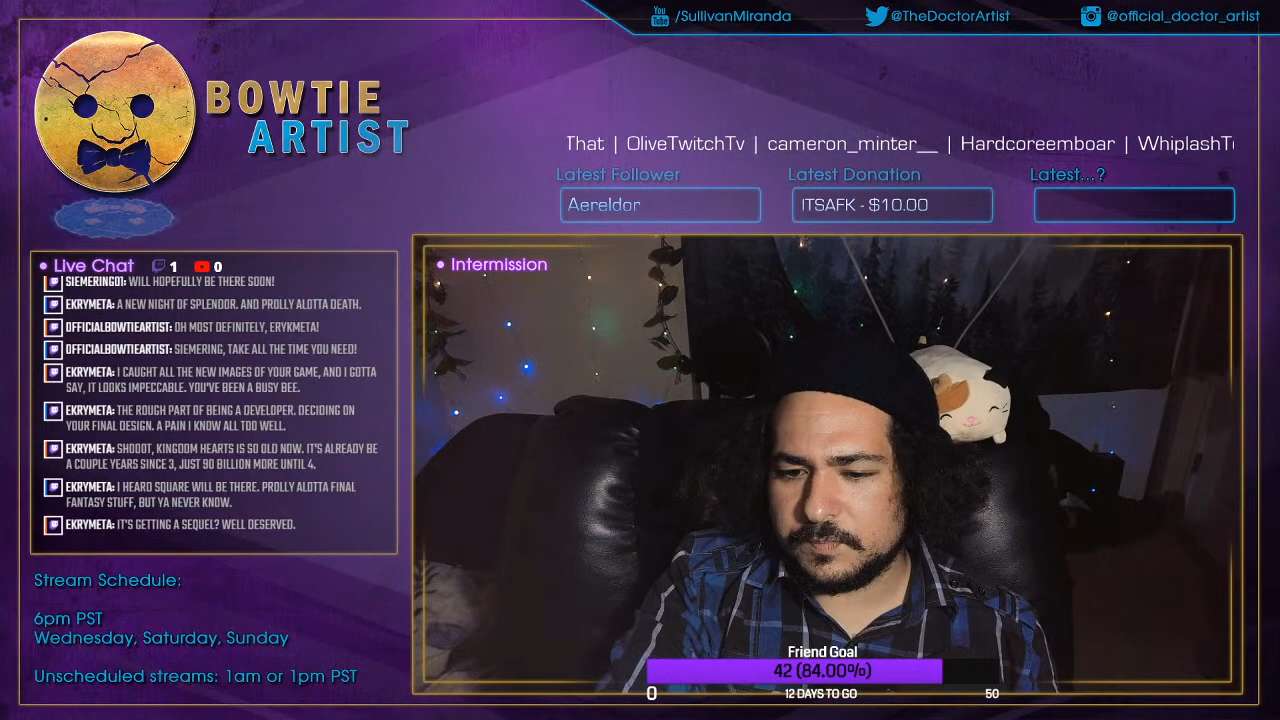 You Tube /SullivanMiranda @TheDoctorArtist @official_doctor_artist
BOWTIE
ARTIST
That | OliveTwitchTv | cameron_minter__ | Hardcoreemboar | WhiplashT
Latest Follower Latest Donation Latest...?
Aereldor ITSAFK - $10.00
• Live Chat 1 0
SIEMERING01: WILL HOPEFULLY BE THERE SOON!
EKRYMETA: A NEW NIGHT OF SPLENDOR. AND PROLLY ALOTTA DEATH.
OFFICIALBOWTIEARTIST: OH MOST DEFINITELY, ERYKMETA!
OFFICIALBOWTIEARTIST: SIEMERING, TAKE ALL THE TIME YOU NEED!
EKRYMETA: I CAUGHT ALL THE NEW IMAGES OF YOUR GAME, AND I GOTTA
SAY, IT LOOKS IMPECCABLE. YOU'VE BEEN A BUSY BEE.
EKRYMETA: THE ROUGH PART OF BEING A DEVELOPER. DECIDING ON
YOUR FINAL DESIGN. A PAIN I KNOW ALL TOO WELL.
EKRYMETA: SHOOOT, KINGDOM HEARTS IS SO OLD NOW. IT'S ALREADY BE
A COUPLE YEARS SINCE 3, JUST 90 BILLION MORE UNTIL 4.
EKRYMETA: I HEARD SQUARE WILL BE THERE. PROLLY ALOTTA FINAL
FANTASY STUFF, BUT YA NEVER KNOW.
EKRYMETA: IT'S GETTING A SEQUEL? WELL DESERVED.
Stream Schedule:
6pm PST
Wednesday, Saturday, Sunday
Unscheduled streams: 1am or 1pm PST
• Intermission
Friend Goal
42 (84.00%)
0 12 DAYS TO GO 50